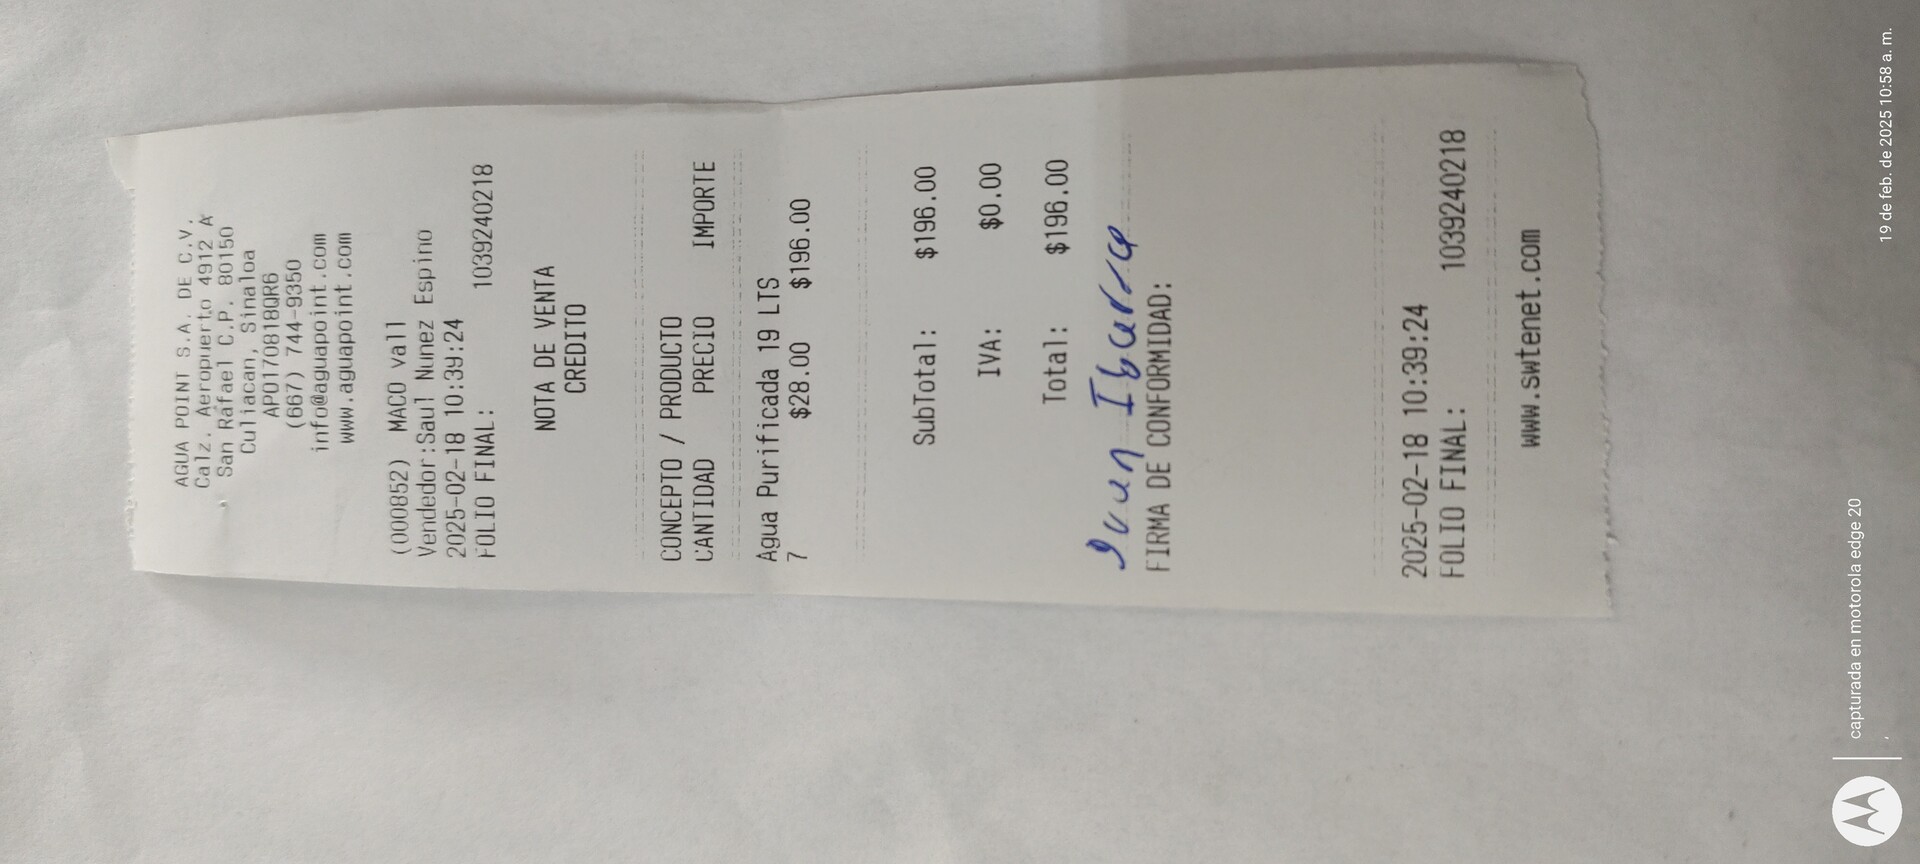 AGUA POINT S.A. DE C.V.
Calz. Aeropuerto 4912 A
San Rafael C.P. 80150
Culiacan, Sinaloa
APO170818QR6
(667) 744-9350
info@aguapoint.com
www.aguapoint.com
(000852) MACO vall
Vendedor:Saul Nunez Espino
2025-02-18 10:39:24
FOLIO FINAL: 1039240218
NOTA DE VENTA
CREDITO
CONCEPTO / PRODUCTO
CANTIDAD PRECIO IMPORTE
Agua Purificada 19 LTS
7 $28.00 $196.00
SubTotal: $196.00
IVA: $0.00
Total: $196.00
Ivan Ibarra
FIRMA DE CONFORMIDAD:
2025-02-18 10:39:24
FOLIO FINAL: 1039240218
www.swtenet.com
capturada en motorola edge 20
19 de feb. de 2025 10:58 a. m.